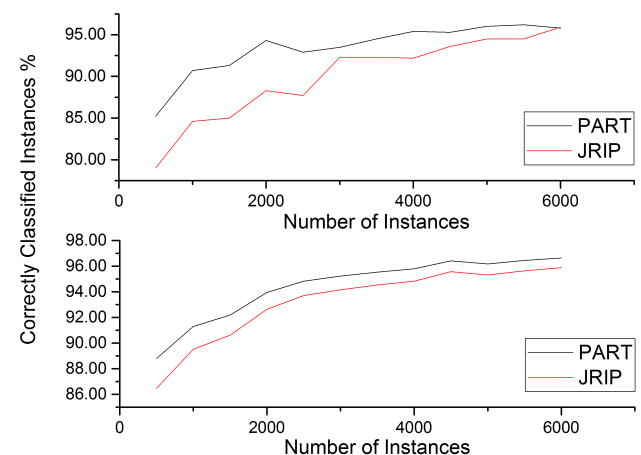 Correctly Classified Instances %
95.00
90.00
85.00
80.00
PART
JRIP
0 2000 4000 6000
Number of Instances
98.00
96.00
94.00
92.00
90.00
88.00
86.00
PART
JRIP
0 2000 4000 6000
Number of Instances